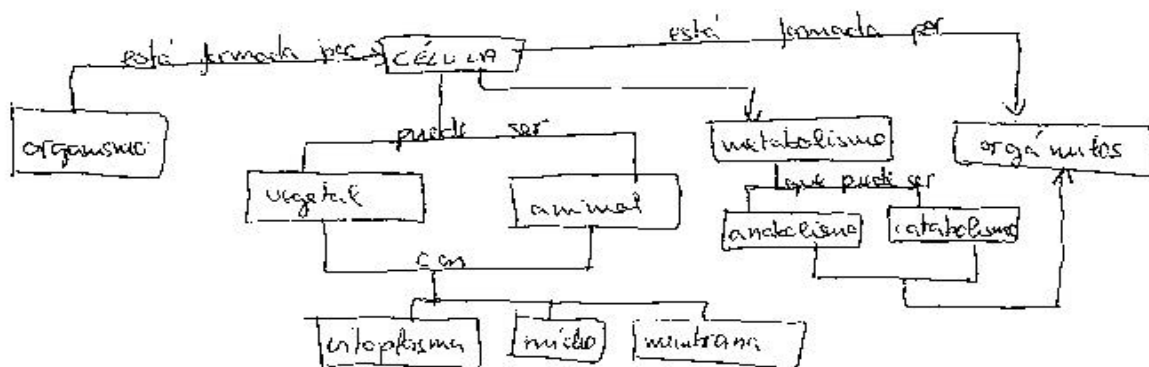 está formada por
está formada por
CÉLULA
organismo
puede ser
metabolismo
orgánulos
que puede ser
vegetal
animal
anabolismo
catabolismo
con
citoplasma
núcleo
membrana